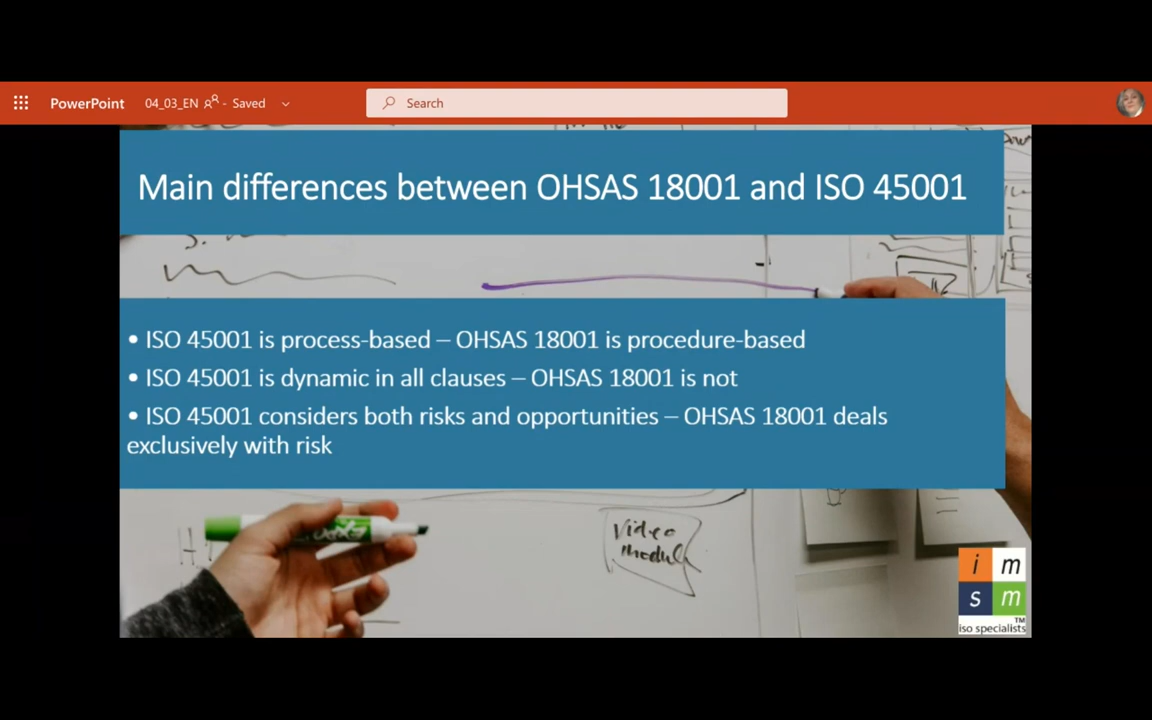 PowerPoint 04_03_EN - Saved Search
Main differences between OHSAS 18001 and ISO 45001
• ISO 45001 is process-based – OHSAS 18001 is procedure-based
• ISO 45001 is dynamic in all clauses – OHSAS 18001 is not
• ISO 45001 considers both risks and opportunities – OHSAS 18001 deals
exclusively with risk
Video
module
i m
s m
TM
iso specialists